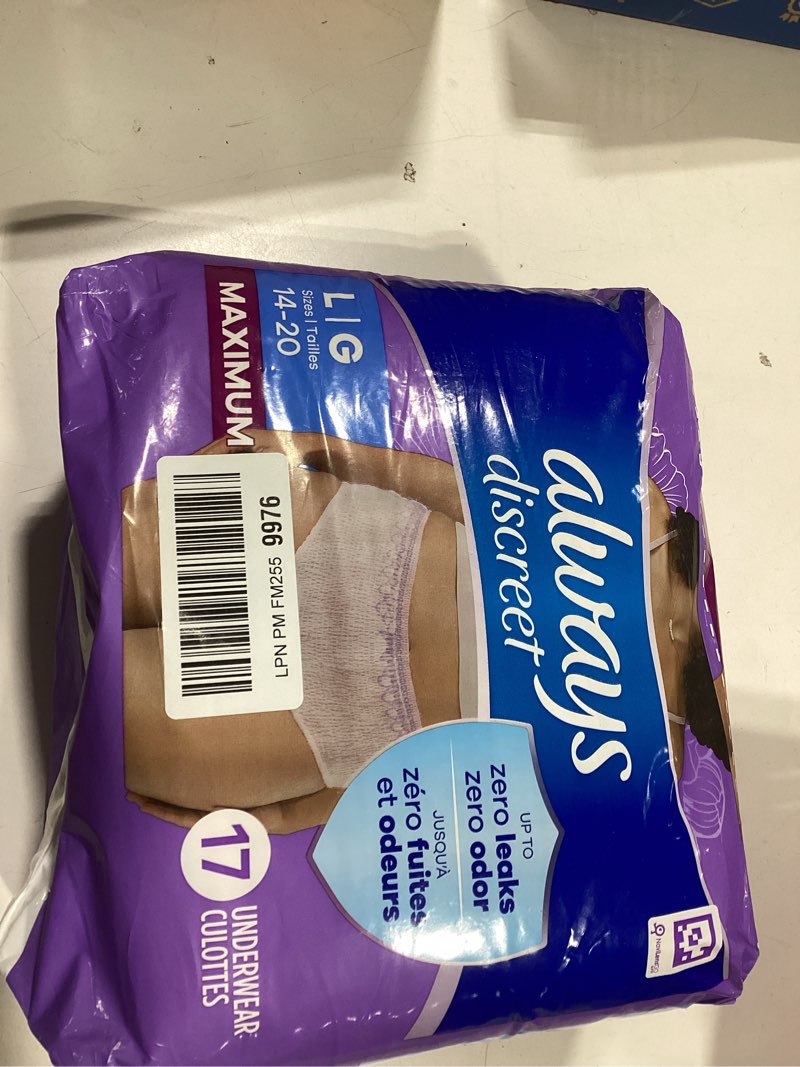 always
discreet
L | G
Sizes | Tailles
14-20
MAXIMUM
UP TO
zero leaks
zero odor
JUSQU'À
zéro fuites
et odeurs
LPN PM FM255 9976
17
UNDERWEAR
CULOTTES